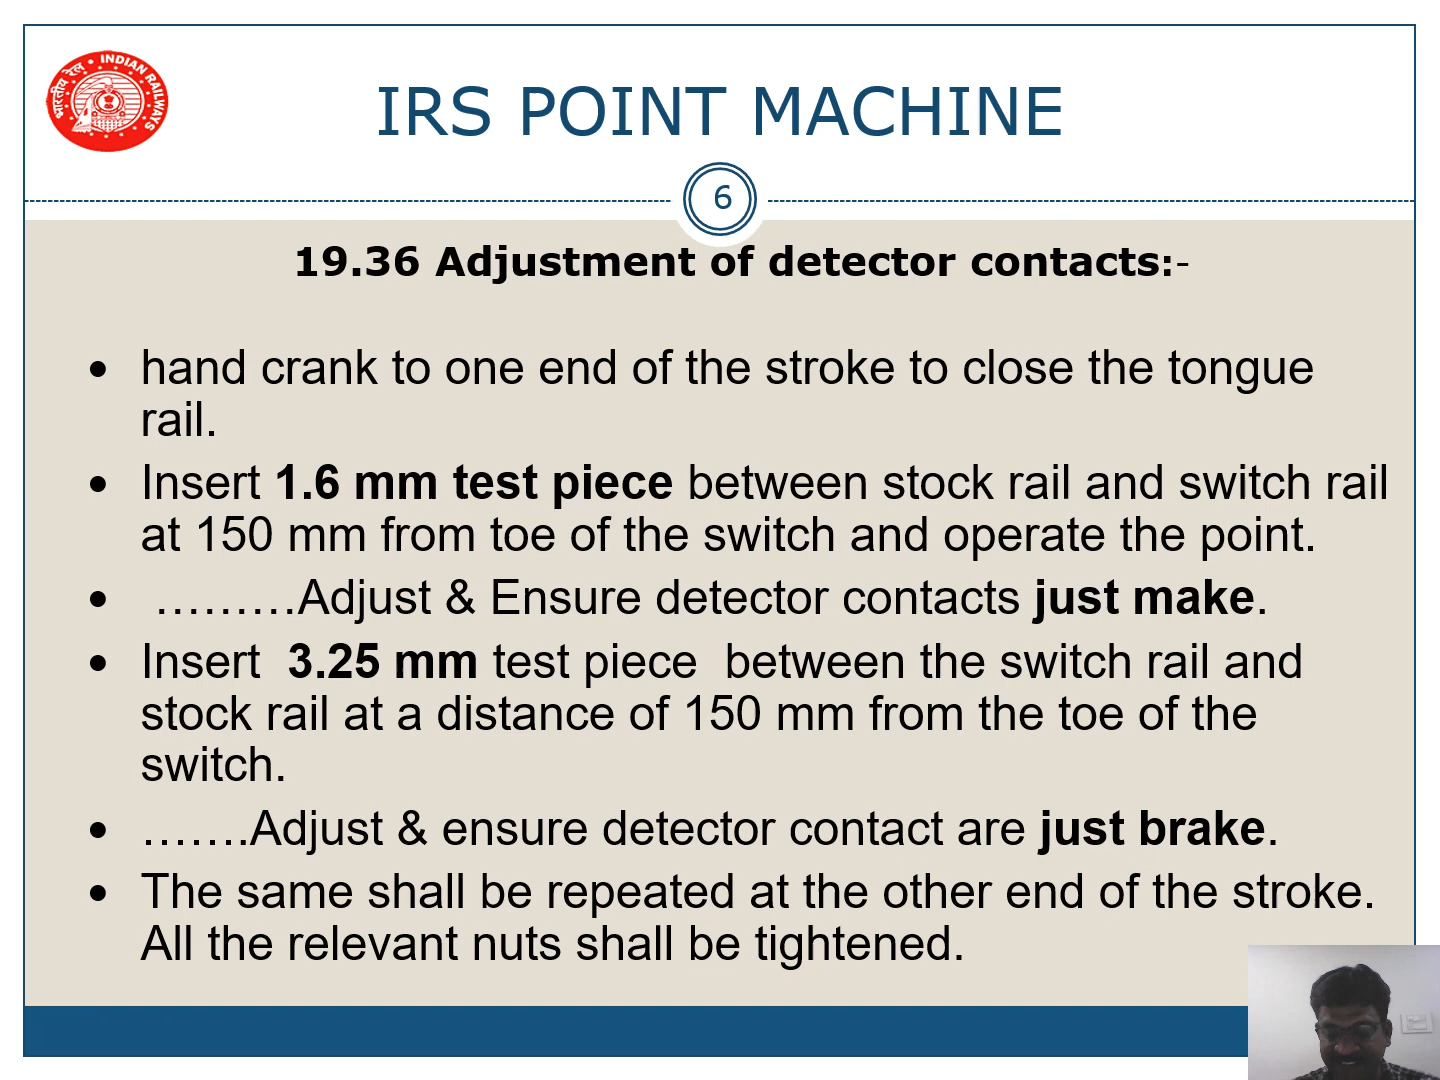 भारतीय रेल • INDIAN RAILWAYS
IRS POINT MACHINE
6
19.36 Adjustment of detector contacts:-
• hand crank to one end of the stroke to close the tongue
rail.
• Insert 1.6 mm test piece between stock rail and switch rail
at 150 mm from toe of the switch and operate the point.
• ………Adjust & Ensure detector contacts just make.
• Insert 3.25 mm test piece between the switch rail and
stock rail at a distance of 150 mm from the toe of the
switch.
• …….Adjust & ensure detector contact are just brake.
• The same shall be repeated at the other end of the stroke.
All the relevant nuts shall be tightened.